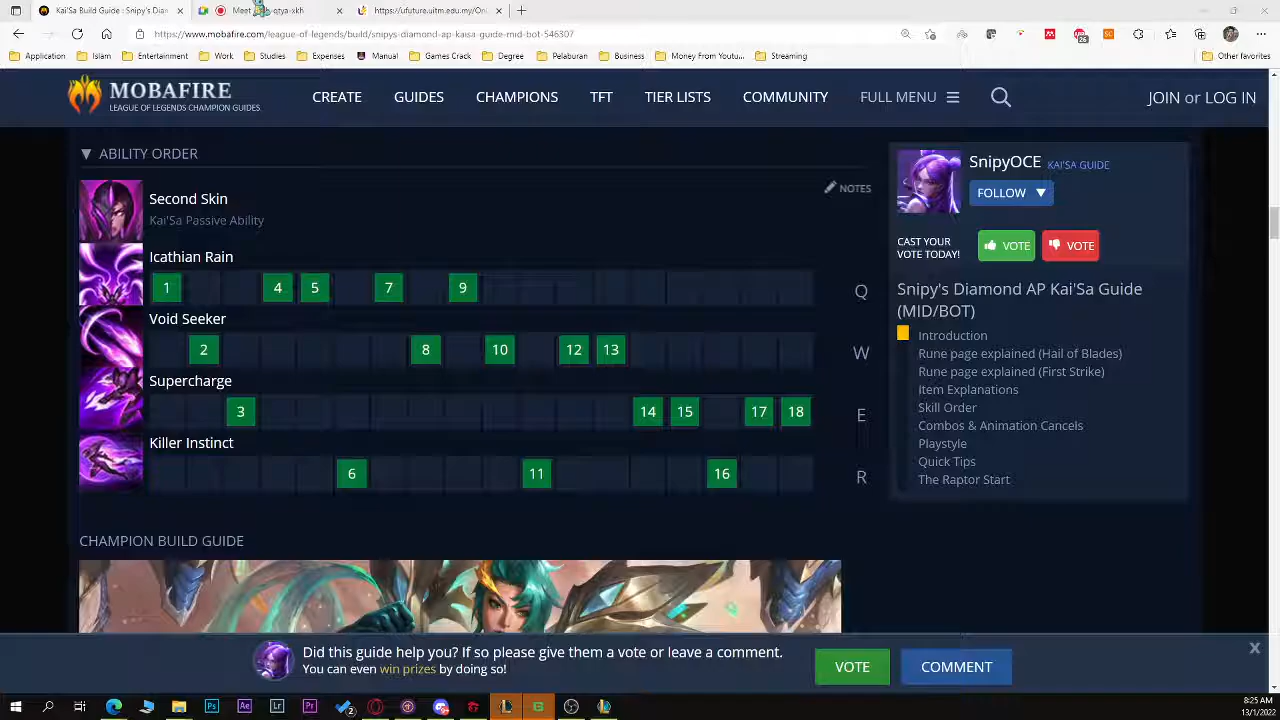 Kai'Sa Build Guide : Snipy's Diam
Meet
https://ufuture.uitm.edu.my/On
https://www.mobafire.com/league-of-legends/build/snipys-diamond-ap-kaisa-guide-mid-bot-546307
26
Application
Islam
Pelaburan
Entertainment
Work
Studies
Expense
Manual
Games Crack
Degree
Pelaburan
Business
Money From Youtu...
Streaming
Other favorites
MOBAFIRE
LEAGUE OF LEGENDS CHAMPION GUIDES
CREATE
GUIDES
CHAMPIONS
TFT
TIER LISTS
COMMUNITY
FULL MENU
JOIN or LOG IN
▼ ABILITY ORDER
NOTES
Second Skin
Kai'Sa Passive Ability
Icathian Rain
1 4 5 7 9
Q
Void Seeker
2 8 10 12 13
W
Supercharge
3 14 15 17 18
E
Killer Instinct
6 11 16
R
SnipyOCE KAI'SA GUIDE
FOLLOW ▼
CAST YOUR
VOTE TODAY!
VOTE
VOTE
Snipy's Diamond AP Kai'Sa Guide
(MID/BOT)
Introduction
Rune page explained (Hail of Blades)
Rune page explained (First Strike)
Item Explanations
Skill Order
Combos & Animation Cancels
Playstyle
Quick Tips
The Raptor Start
CHAMPION BUILD GUIDE
Did this guide help you? If so please give them a vote or leave a comment.
You can even win prizes by doing so!
VOTE
COMMENT
X
Ps
Ae
Lr
Pr
2
8:25 AM
13/1/2022